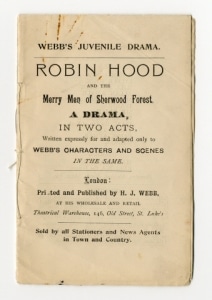 WEBB'S JUVENILE DRAMA.
ROBIN HOOD
AND THE
Merry Men of Sherwood Forest.
A DRAMA,
IN TWO ACTS,
Written expressly for and adapted only to
WEBB'S CHARACTERS AND SCENES
IN THE SAME.
London:
Printed and Published by H. J. WEBB,
AT HIS WHOLESALE AND RETAIL
Theatrical Warehouse, 146, Old Street, St. Luke's
Sold by all Stationers and News Agents
in Town and Country.